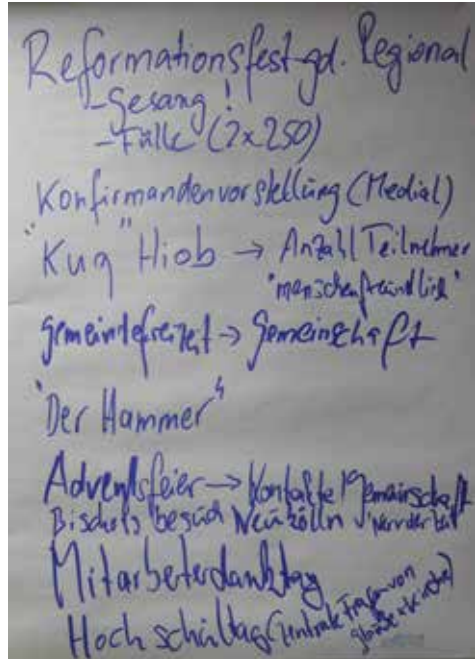 Reformationsfest gd. Regional
- Gesang!
- Fülle (2x250)
Konfirmandenvorstellung (Medial)
"Kug" Hiob → Anzahl Teilnehmer
"menschenfreundlich"
Gemeindefreizeit → Gemeinschaft
"Der Hammer"
Adventsfeier → Kontakte/Gemeinschaft
Bischofsbesuch Neukölln
Mitarbeiterdanktag
Hochschultag (zentrale Fragen von
Glaube + Kirche)